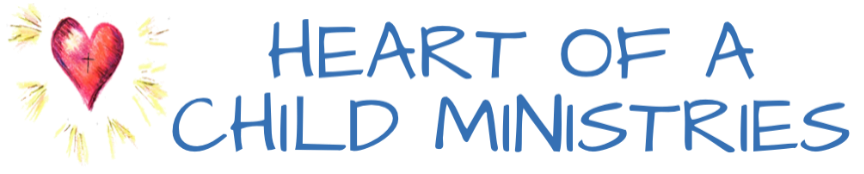 HEART OF A
CHILD MINISTRIES